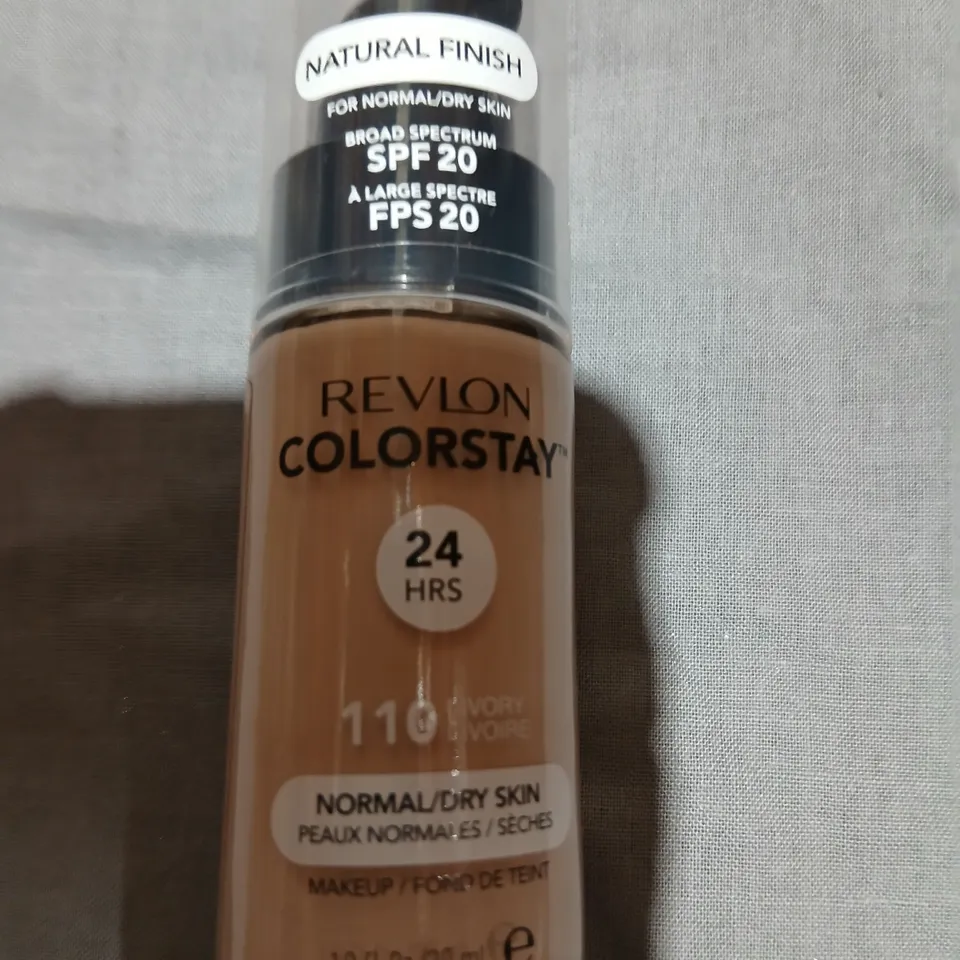 NATURAL FINISH
FOR NORMAL/DRY SKIN
BROAD SPECTRUM
SPF 20
À LARGE SPECTRE
FPS 20
REVLON
COLORSTAY™
24
HRS
110 IVORY
IVOIRE
NORMAL/DRY SKIN
PEAUX NORMALES / SÈCHES
MAKEUP / FOND DE TEINT
e